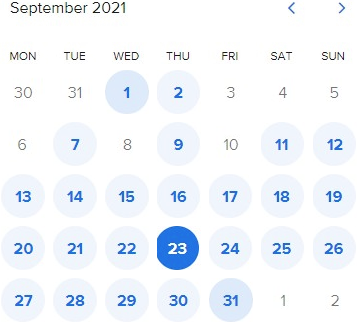 September 2021
MON TUE WED THU FRI SAT SUN
30 31 1 2 3 4 5
6 7 8 9 10 11 12
13 14 15 16 17 18 19
20 21 22 23 24 25 26
27 28 29 30 31 1 2